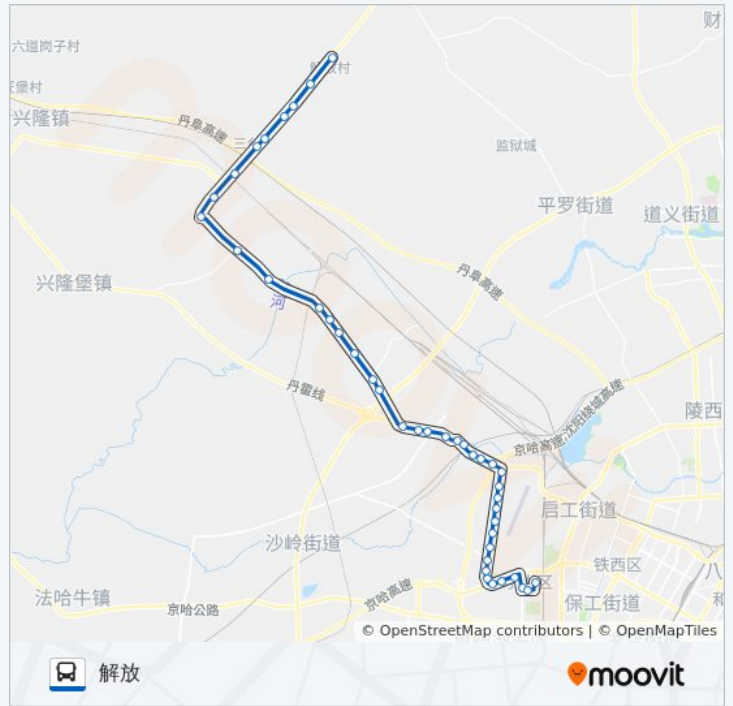 财
六道岗子村
兴隆镇
丹阜高速
监狱城
平罗街道
道义街道
丹阜高速
兴隆堡镇
河
丹霍线
陵西
京哈高速;沈阳绕城高速
启工街道
沙岭街道
铁西区
八
法哈牛镇
京哈公路
京哈高速
区
保工街道
和
© OpenStreetMap contributors | © OpenMapTiles
解放
moovit